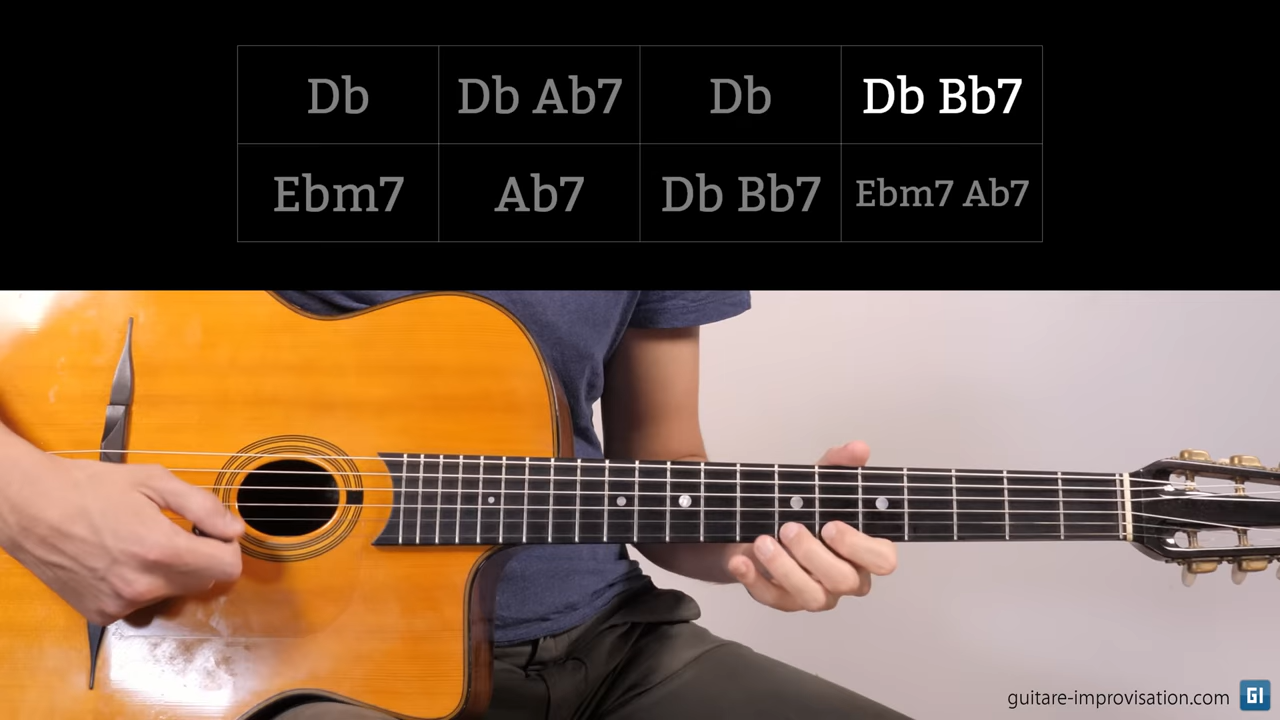 Db
Db Ab7
Db
Db Bb7
Ebm7
Ab7
Db Bb7
Ebm7 Ab7
guitare-improvisation.com GI